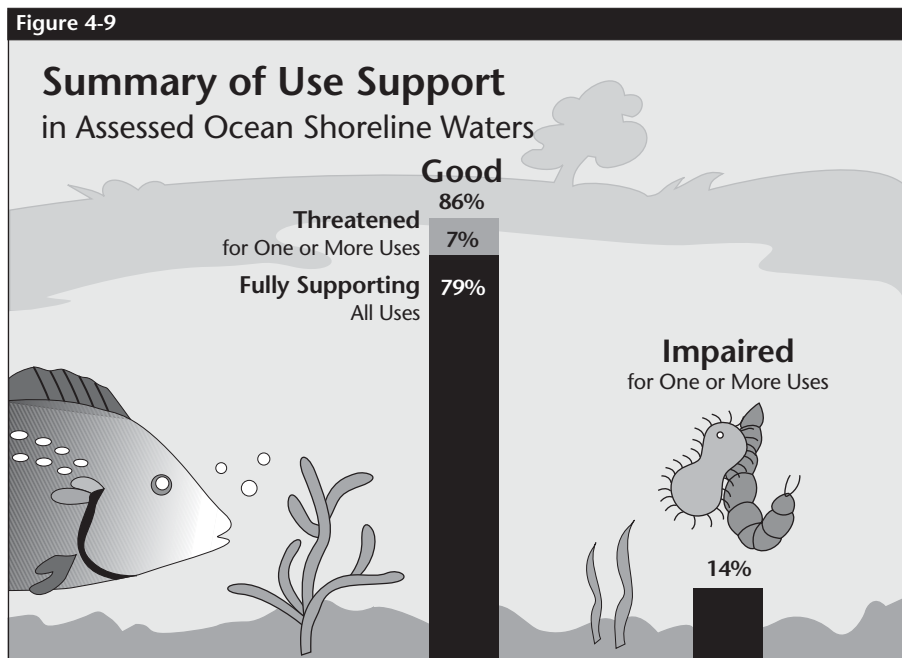 Figure 4-9
Summary of Use Support
in Assessed Ocean Shoreline Waters
Good
86%
Threatened
for One or More Uses
7%
Fully Supporting
All Uses
79%
Impaired
for One or More Uses
14%